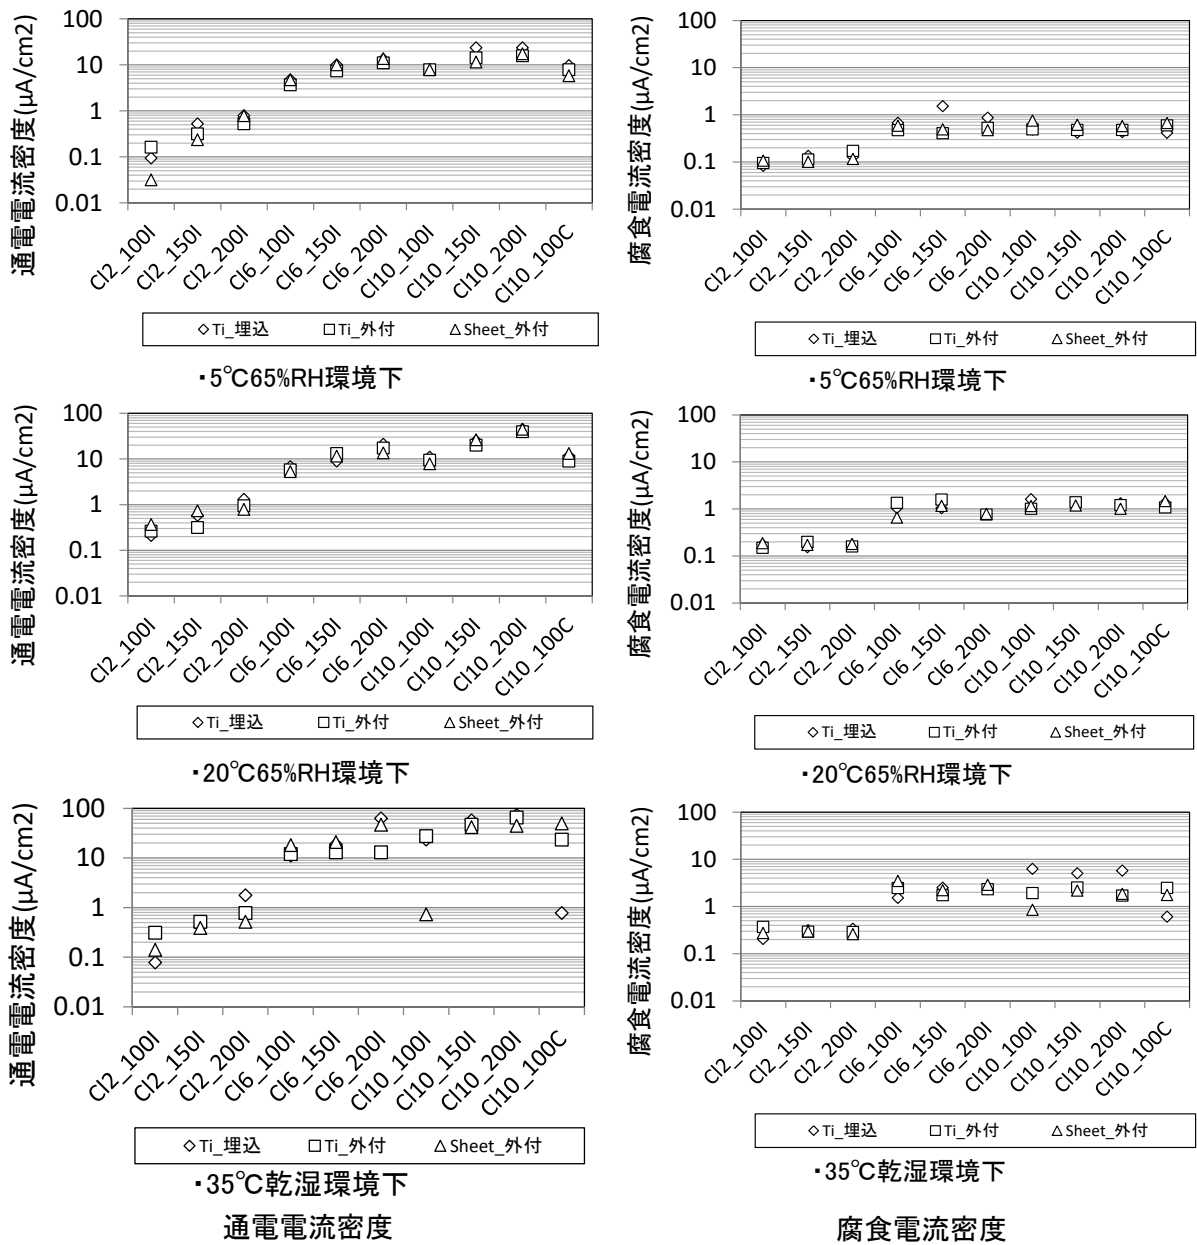 通電電流密度(μA/cm2)
100
10
1
0.1
0.01
Cl2_100I
Cl2_150I
Cl2_200I
Cl6_100I
Cl6_150I
Cl6_200I
Cl10_100I
Cl10_150I
Cl10_200I
Cl10_100C
Ti_埋込 Ti_外付 Sheet_外付
・5℃65%RH環境下
腐食電流密度(μA/cm2)
100
10
1
0.1
0.01
Cl2_100I
Cl2_150I
Cl2_200I
Cl6_100I
Cl6_150I
Cl6_200I
Cl10_100I
Cl10_150I
Cl10_200I
Cl10_100C
Ti_埋込 Ti_外付 Sheet_外付
・5℃65%RH環境下
通電電流密度(μA/cm2)
100
10
1
0.1
0.01
Cl2_100I
Cl2_150I
Cl2_200I
Cl6_100I
Cl6_150I
Cl6_200I
Cl10_100I
Cl10_150I
Cl10_200I
Cl10_100C
Ti_埋込 Ti_外付 Sheet_外付
・20℃65%RH環境下
腐食電流密度(μA/cm2)
100
10
1
0.1
0.01
Cl2_100I
Cl2_150I
Cl2_200I
Cl6_100I
Cl6_150I
Cl6_200I
Cl10_100I
Cl10_150I
Cl10_200I
Cl10_100C
Ti_埋込 Ti_外付 Sheet_外付
・20℃65%RH環境下
通電電流密度(μA/cm2)
100
10
1
0.1
0.01
Cl2_100I
Cl2_150I
Cl2_200I
Cl6_100I
Cl6_150I
Cl6_200I
Cl10_100I
Cl10_150I
Cl10_200I
Cl10_100C
Ti_埋込 Ti_外付 Sheet_外付
・35℃乾湿環境下
通電電流密度
腐食電流密度(μA/cm2)
100
10
1
0.1
0.01
Cl2_100I
Cl2_150I
Cl2_200I
Cl6_100I
Cl6_150I
Cl6_200I
Cl10_100I
Cl10_150I
Cl10_200I
Cl10_100C
Ti_埋込 Ti_外付 Sheet_外付
・35℃乾湿環境下
腐食電流密度